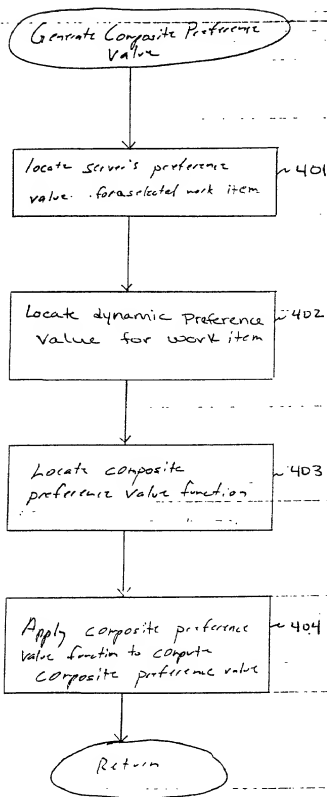 Generate Composite Preference
Value
locate server's preference
value for a selected work item
401
Locate dynamic preference
value for work item
402
Locate composite
preference value function
403
Apply composite preference
value function to compute
composite preference value
404
Return